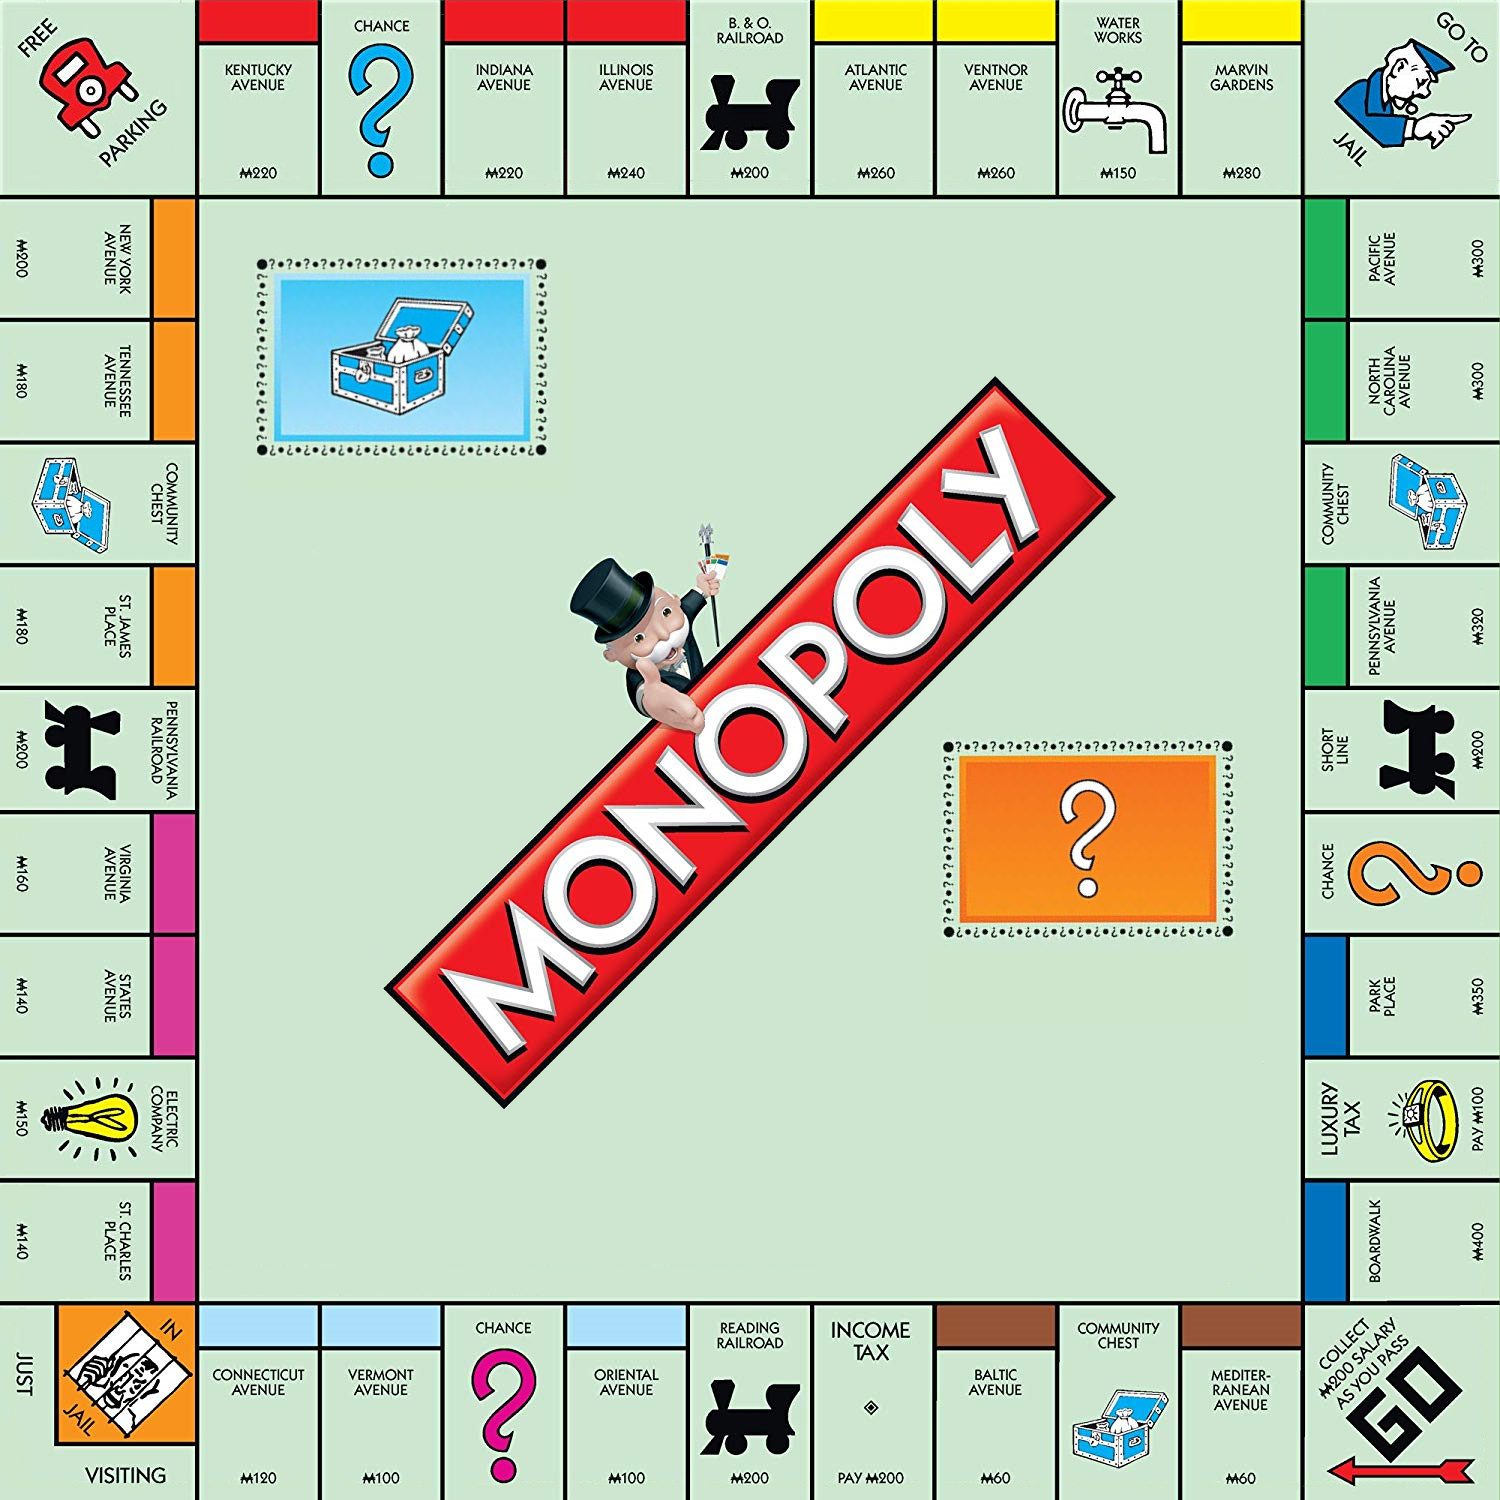 FREE
PARKING
KENTUCKY
AVENUE
₩220
CHANCE
INDIANA
AVENUE
₩220
ILLINOIS
AVENUE
₩240
B. & O.
RAILROAD
₩200
ATLANTIC
AVENUE
₩260
VENTNOR
AVENUE
₩260
WATER
WORKS
₩150
MARVIN
GARDENS
₩280
GO TO
JAIL
PACIFIC
AVENUE
₩300
NORTH
CAROLINA
AVENUE
₩300
COMMUNITY
CHEST
PENNSYLVANIA
AVENUE
₩320
SHORT
LINE
₩200
CHANCE
PARK
PLACE
₩350
LUXURY
TAX
PAY ₩100
BOARDWALK
₩400
COLLECT
₩200 SALARY
AS YOU PASS
GO
MEDITER-
RANEAN
AVENUE
₩60
COMMUNITY
CHEST
BALTIC
AVENUE
₩60
INCOME
TAX
PAY ₩200
READING
RAILROAD
₩200
ORIENTAL
AVENUE
₩100
CHANCE
VERMONT
AVENUE
₩100
CONNECTICUT
AVENUE
₩120
IN
JAIL
JUST
VISITING
ST. CHARLES
PLACE
₩140
ELECTRIC
COMPANY
₩150
STATES
AVENUE
₩140
VIRGINIA
AVENUE
₩160
PENNSYLVANIA
RAILROAD
₩200
ST. JAMES
PLACE
₩180
COMMUNITY
CHEST
TENNESSEE
AVENUE
₩180
NEW YORK
AVENUE
₩200
MONOPOLY